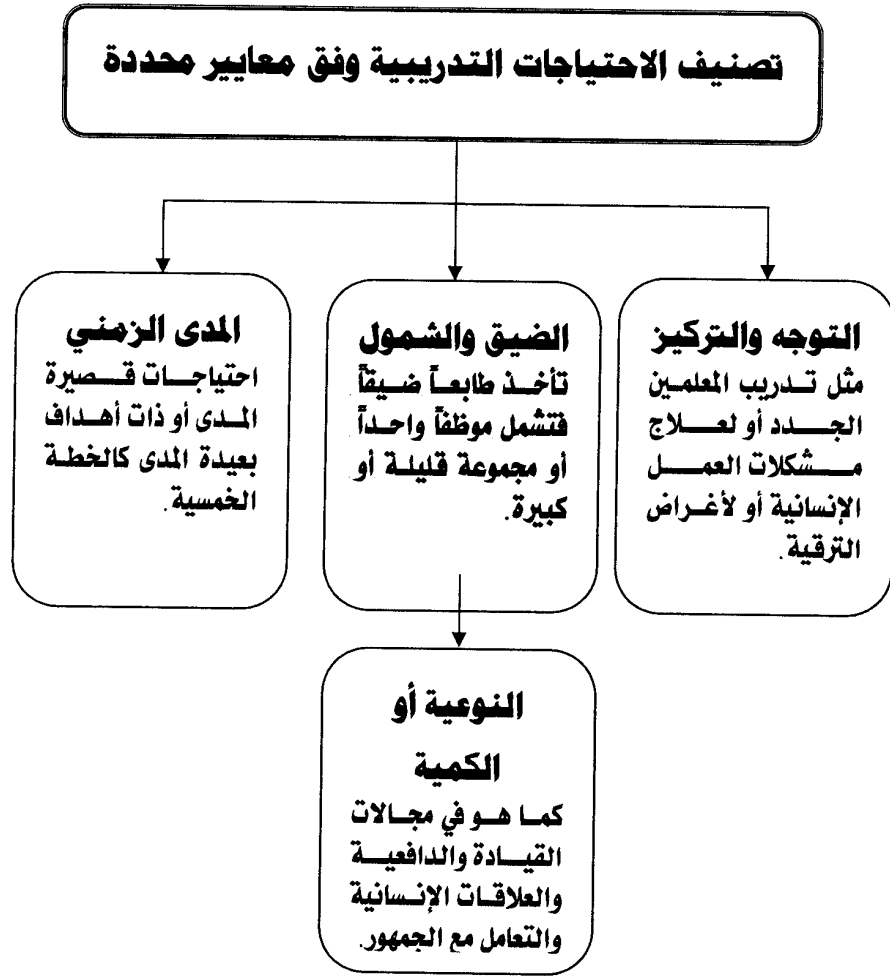 تصنيف الاحتياجات التدريبية وفق معايير محددة
التوجه والتركيز
مثل تدريب المعلمين
الجدد أو لعلاج
مشكلات العمل
الإنسانية أو لأغراض
الترقية.
الضيق والشمول
تأخذ طابعاً ضيقاً
فتشمل موظفاً واحداً
أو مجموعة قليلة أو
كبيرة.
المدى الزمني
احتياجات قصيرة
المدى أو ذات أهداف
بعيدة المدى كالخطة
الخمسية.
النوعية أو
الكمية
كما هو في مجالات
القيادة والدافعية
والعلاقات الإنسانية
والتعامل مع الجمهور.